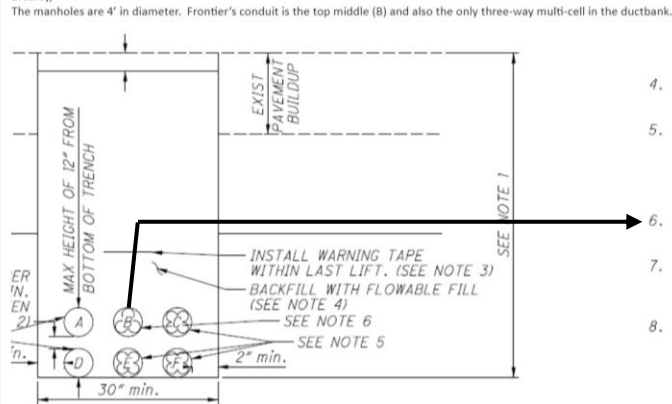 The manholes are 4' in diameter. Frontier's conduit is the top middle (B) and also the only three-way multi-cell in the ductbank.
EXIST
PAVEMENT
BUILDUP
4.
5.
MAX HEIGHT OF 12" FROM
BOTTOM OF TRENCH
SEE NOTE 1
6.
INSTALL WARNING TAPE
WITHIN LAST LIFT. (SEE NOTE 3)
BACKFILL WITH FLOWABLE FILL
(SEE NOTE 4)
7.
ER
'N.
EN
2)
A
B
C
SEE NOTE 6
SEE NOTE 5
8.
D
E
F
2" min.
30" min.